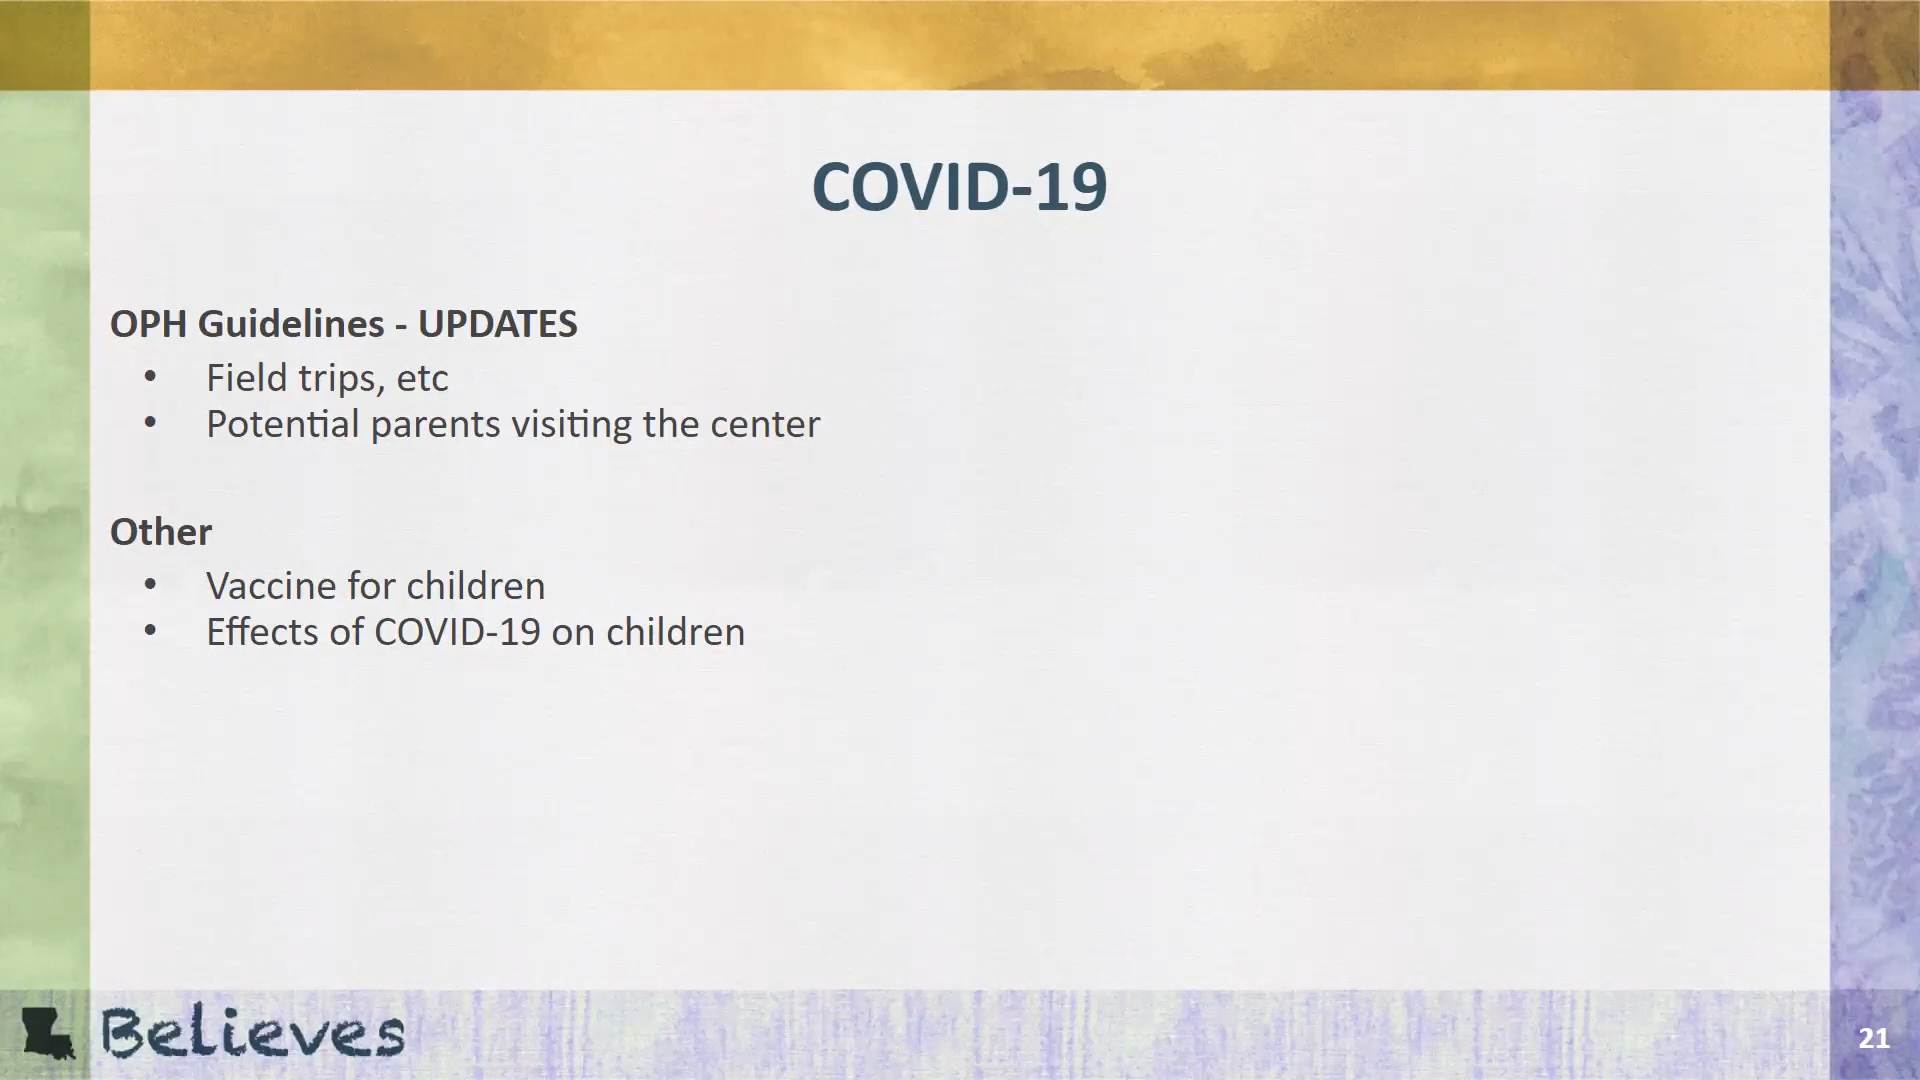 COVID-19
OPH Guidelines - UPDATES
• Field trips, etc
• Potential parents visiting the center
Other
• Vaccine for children
• Effects of COVID-19 on children
Believes
21